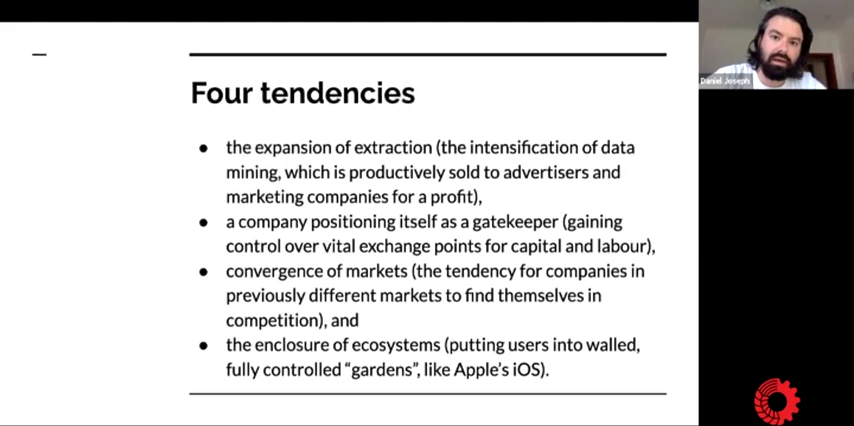 Daniel Joseph
Four tendencies
the expansion of extraction (the intensification of data
mining, which is productively sold to advertisers and
marketing companies for a profit),
a company positioning itself as a gatekeeper (gaining
control over vital exchange points for capital and labour),
convergence of markets (the tendency for companies in
previously different markets to find themselves in
competition), and
the enclosure of ecosystems (putting users into walled,
fully controlled “gardens”, like Apple’s iOS).